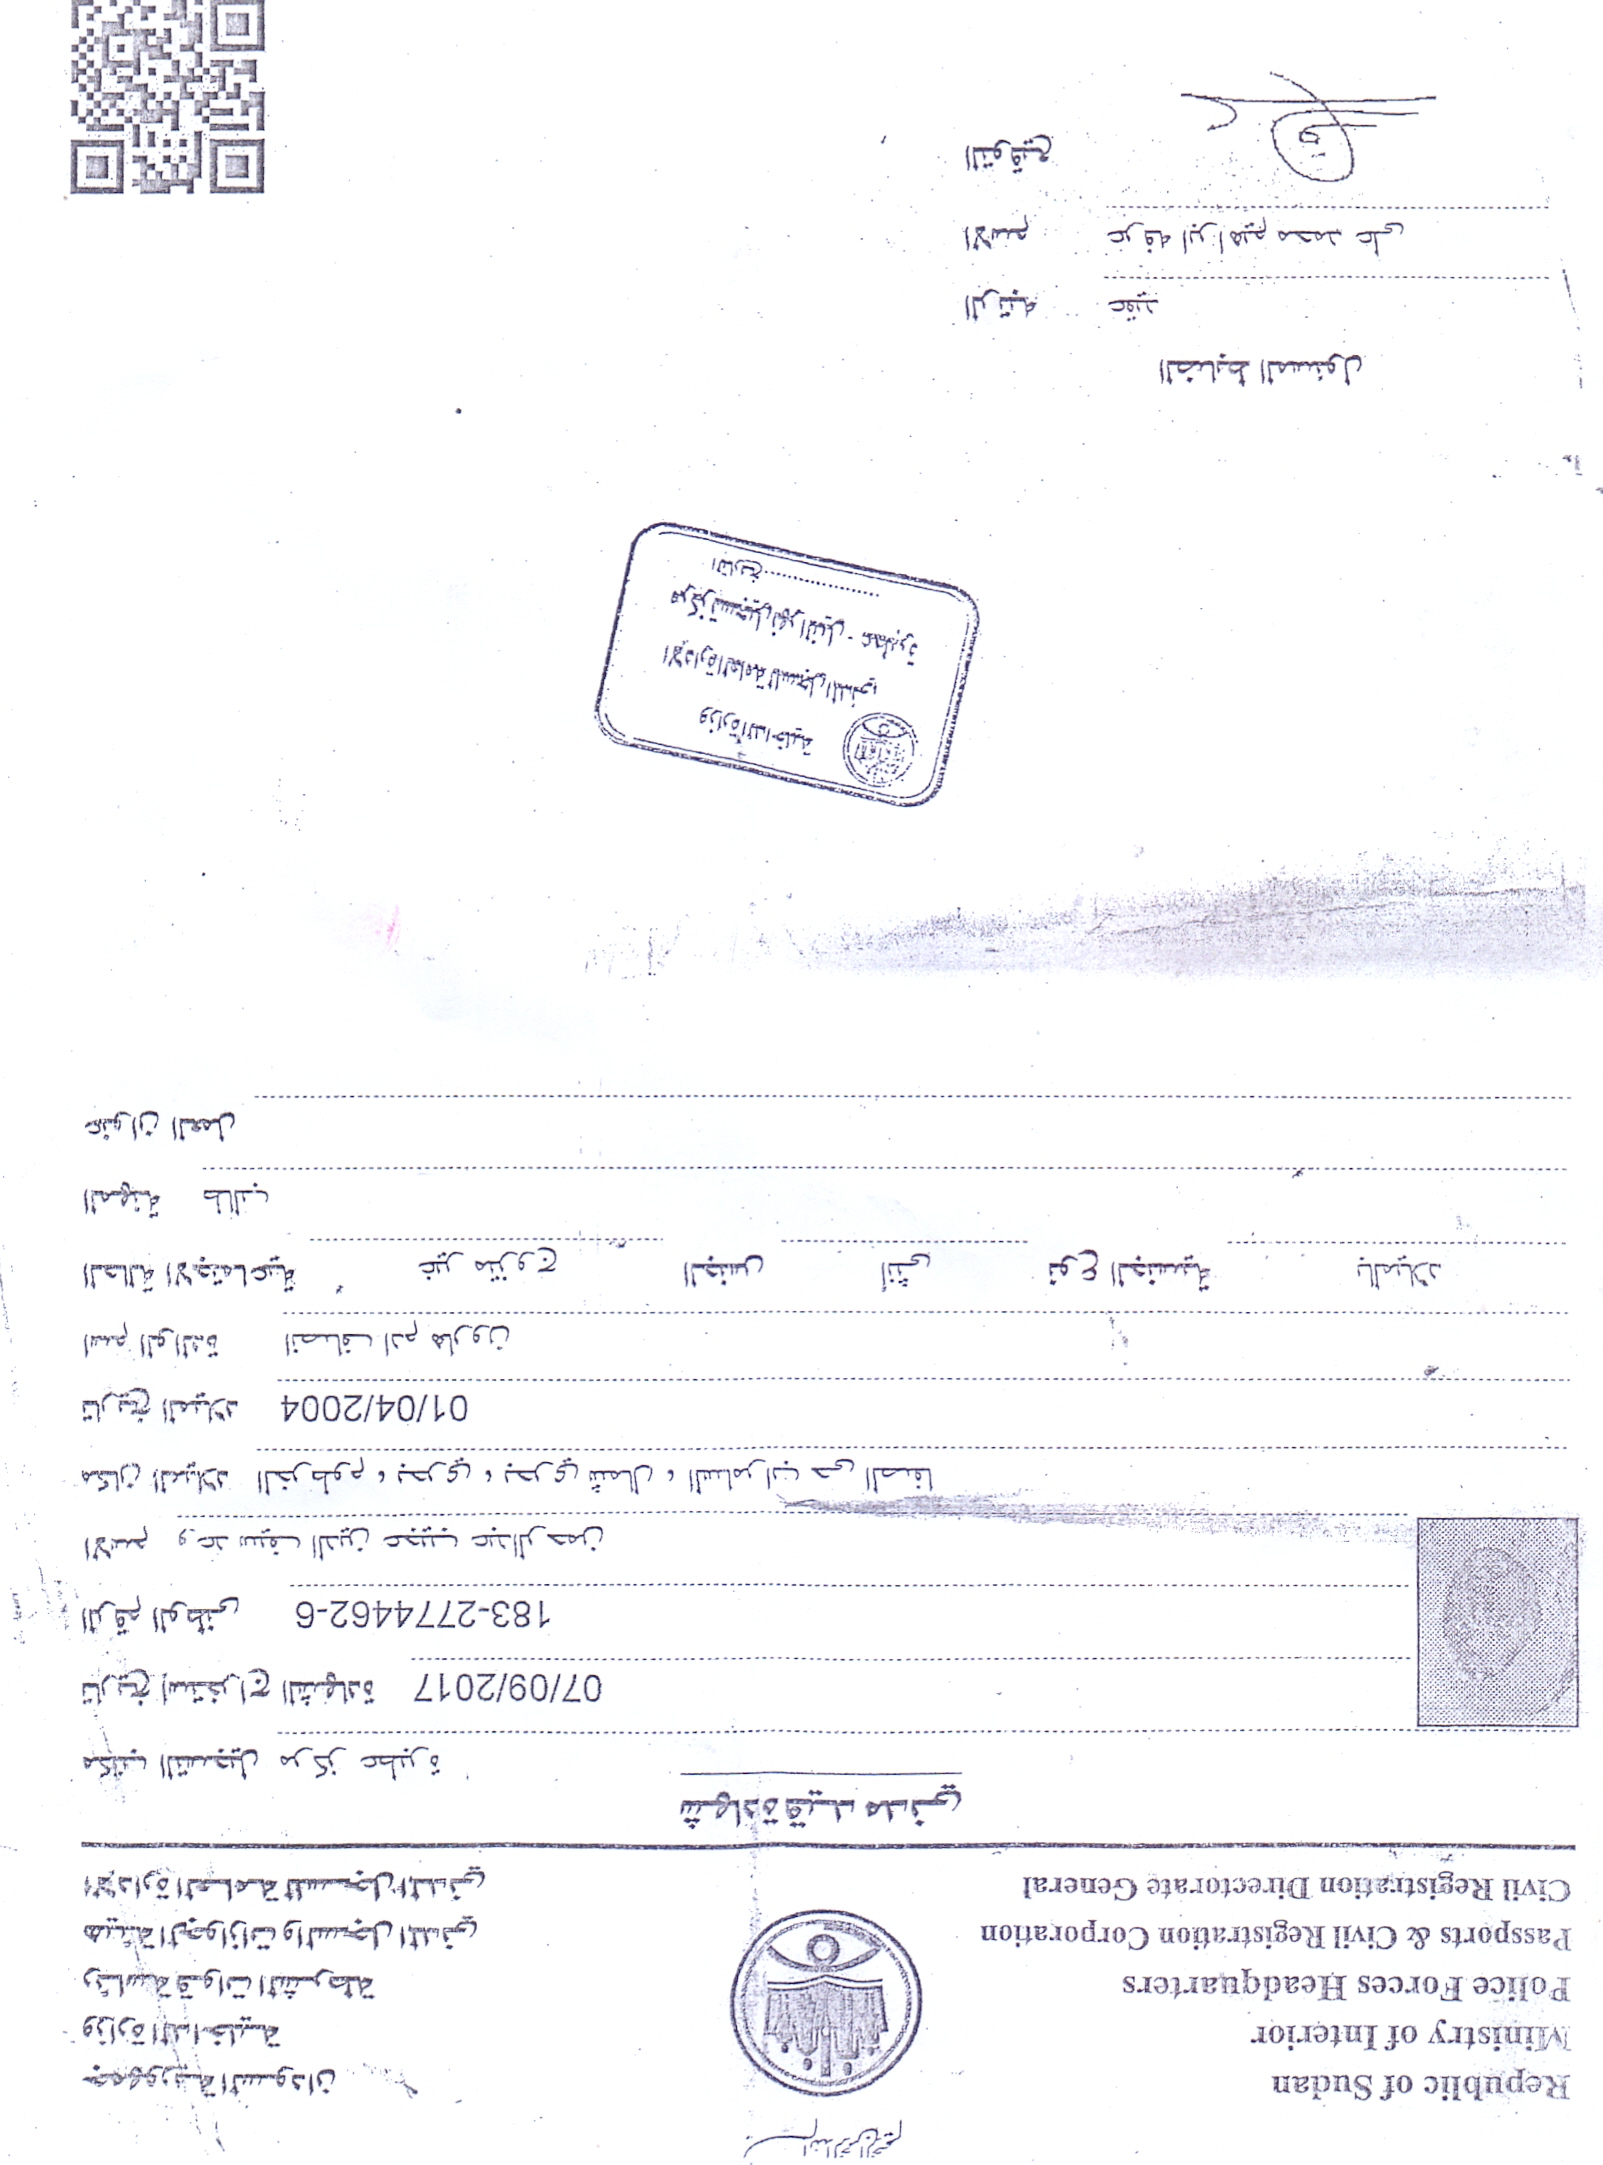 بسم الله الرحمن الرحيم
Republic of Sudan
Ministry of Interior
Police Forces Headquarters
Passports & Civil Registration Corporation
Civil Registration Directorate General
جمهورية السودان
وزارة الداخلية
رئاسة قوات الشرطة
هيئة الجوازات والسجل المدني
الإدارة العامة للسجل المدني
شهادة قيد مدني
مكتب التسجيل مركز عطبرة
تاريخ إستخراج الشهادة 07/09/2017
الرقم الوطنى 183-2774462-6
الاسم وعد سيف الدين عجيب عبدالرحمن
مكان الميلاد الخرطوم ، بحري ، بحري شمال ، السامراب حى الصفا
تاريخ الميلاد 01/04/2004
اسم الوالدة انصاف ادم هارون
الحالة الاجتماعية غير متزوج الجنس أنثى نوع الجنسية بالميلاد
المهنة طالب
عنوان العمل
وزارة الداخلية
الإدارة العامة للسجل المدني
مركز تسجيل نهر النيل - عطبرة
التاريخ..................
الضابط المسئول
الرتبه عقيد
الاسم عرفه ابراهيم محمد على
التوقيع